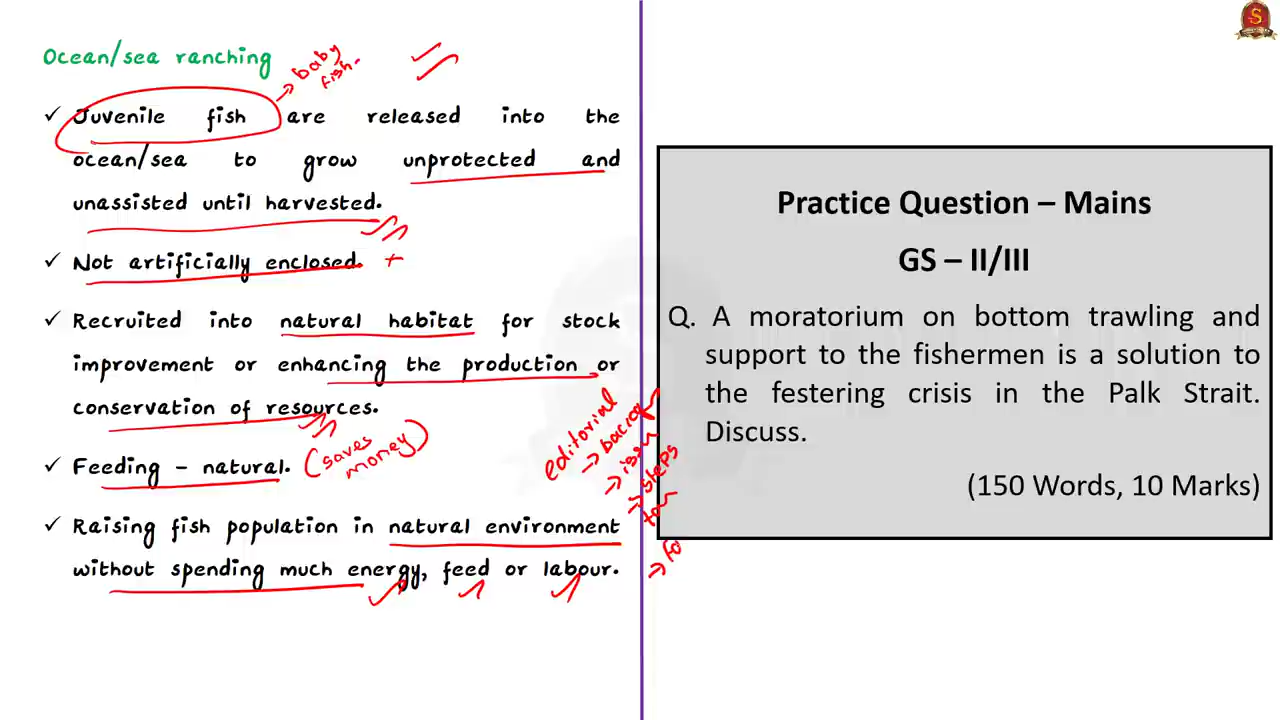 Ocean/sea ranching
→ baby
fish.
✓ Juvenile fish are released into the
ocean/sea to grow unprotected and
unassisted until harvested.
✓ Not artificially enclosed.
✓ Recruited into natural habitat for stock
improvement or enhancing the production or
conservation of resources.
✓ Feeding – natural.
(saves
money)
✓ Raising fish population in natural environment
without spending much energy, feed or labour.
editorial
→ steps
Practice Question – Mains
GS – II/III
Q. A moratorium on bottom trawling and
support to the fishermen is a solution to
the festering crisis in the Palk Strait.
Discuss.
(150 Words, 10 Marks)
S